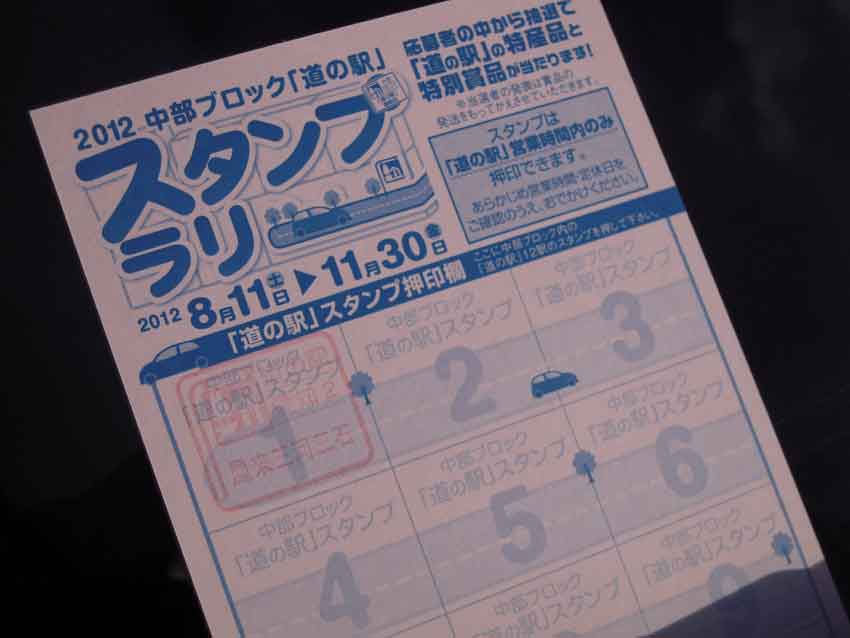 2012 中部ブロック「道の駅」
スタンプ
ラリー
2012 8月11日土 ▶ 11月30日金
応募者の中から抽選で
「道の駅」の特産品と
特別賞品が当たります!
※当選者の発表は賞品の
発送をもってかえさせていただきます。
スタンプは
「道の駅」営業時間内のみ
押印できます。
あらかじめ営業時間・定休日を
ご確認のうえ、おでかけください。
「道の駅」スタンプ押印欄
ここに中部ブロック内の
「道の駅」12駅のスタンプを押して下さい。
中部ブロック
「道の駅」スタンプ
1
中部ブロック
「道の駅」スタンプ
2
中部ブロック
「道の駅」スタンプ
3
中部ブロック
「道の駅」スタンプ
4
中部ブロック
「道の駅」スタンプ
5
中部ブロック
「道の駅」スタンプ
6
中部ブロック
「道の駅」スタンプ
中部ブロック
「道の駅」スタンプ
9